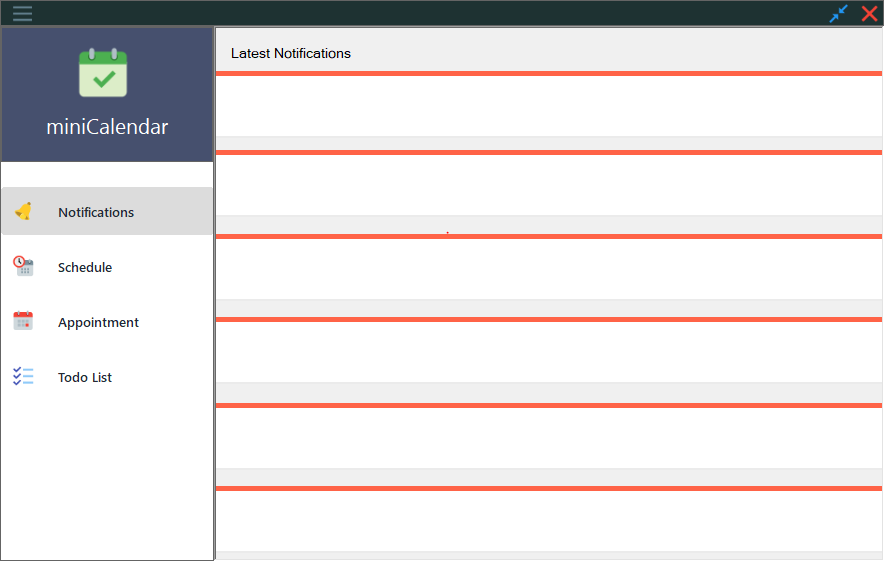 Latest Notifications
miniCalendar
Notifications
Schedule
Appointment
Todo List